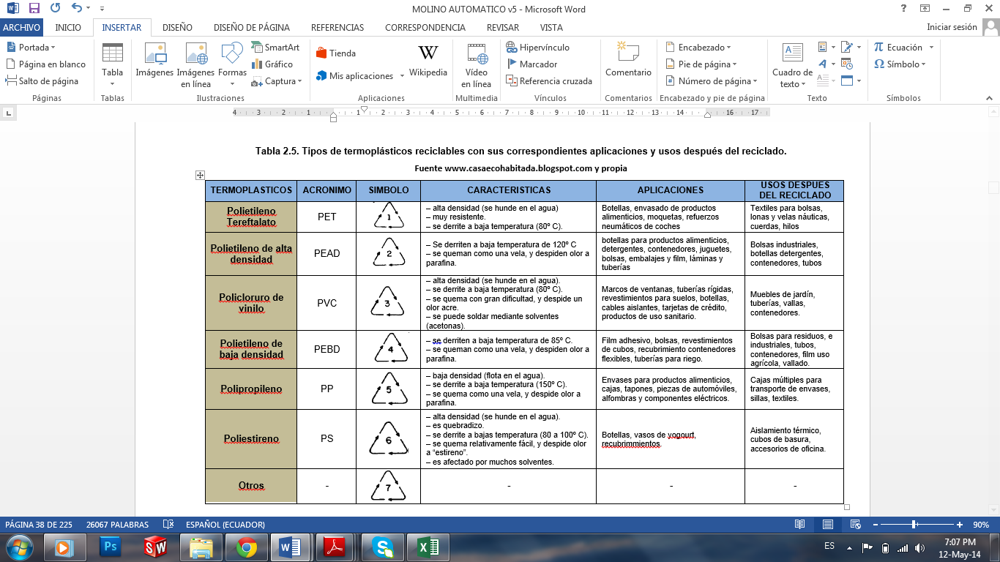 MOLINO AUTOMATICO v5 - Microsoft Word
ARCHIVO INICIO INSERTAR DISEÑO DISEÑO DE PÁGINA REFERENCIAS CORRESPONDENCIA REVISAR VISTA Iniciar sesión
Portada
Página en blanco
Salto de página
Páginas
Tabla
Tablas
Imágenes
Imágenes en línea
Formas
SmartArt
Gráfico
Captura
Ilustraciones
Tienda
Mis aplicaciones
Wikipedia
Aplicaciones
Vídeo en línea
Multimedia
Hipervínculo
Marcador
Referencia cruzada
Vínculos
Comentario
Comentarios
Encabezado
Pie de página
Número de página
Encabezado y pie de página
Cuadro de texto
Texto
Ecuación
Símbolo
Símbolos
4 3 2 1 1 2 3 4 5 6 7 8 9 10 11 12 13 14 16 17
Tabla 2.5. Tipos de termoplásticos reciclables con sus correspondientes aplicaciones y usos después del reciclado.
Fuente www.casaecohabitada.blogspot.com y propia
TERMOPLASTICOS ACRONIMO SIMBOLO CARACTERISTICAS APLICACIONES USOS DESPUES
DEL RECICLADO
Polietileno
Tereftalato
PET
1
– alta densidad (se hunde en el agua)
– muy resistente.
– se derrite a baja temperatura (80º C).
Botellas, envasado de productos
alimenticios, moquetas, refuerzos
neumáticos de coches
Textiles para bolsas,
lonas y velas náuticas,
cuerdas, hilos
Polietileno de alta
densidad
PEAD
2
– Se derriten a baja temperatura de 120º C
– se queman como una vela, y despiden olor a
parafina.
botellas para productos alimenticios,
detergentes, contenedores, juguetes,
bolsas, embalajes y film, láminas y
tuberías
Bolsas industriales,
botellas detergentes,
contenedores, tubos
Policloruro de
vinilo
PVC
3
– alta densidad (se hunde en el agua).
– se derrite a baja temperatura (80º C).
– se quema con gran dificultad, y despide un
olor acre.
– se puede soldar mediante solventes
(acetonas).
Marcos de ventanas, tuberías rígidas,
revestimientos para suelos, botellas,
cables aislantes, tarjetas de crédito,
productos de uso sanitario.
Muebles de jardín,
tuberías, vallas,
contenedores.
Polietileno de
baja densidad
PEBD
4
– se derriten a baja temperatura de 85º C.
– se queman como una vela, y despiden olor a
parafina.
Film adhesivo, bolsas, revestimientos
de cubos, recubrimiento contenedores
flexibles, tuberías para riego.
Bolsas para residuos, e
industriales, tubos,
contenedores, film uso
agrícola, vallado.
Polipropileno
PP
5
– baja densidad (flota en el agua).
– se derrite a baja temperatura (150º C).
– se quema como una vela, y despide olor a
parafina.
Envases para productos alimenticios,
cajas, tapones, piezas de automóviles,
alfombras y componentes eléctricos.
Cajas múltiples para
transporte de envases,
sillas, textiles.
Poliestireno
PS
6
– alta densidad (se hunde en el agua).
– es quebradizo.
– se derrite a bajas temperatura (80 a 100º C).
– se quema relativamente fácil, y despide olor
a “estireno”.
– es afectado por muchos solventes.
Botellas, vasos de yogourt,
recubrimmientos.
Aislamiento térmico,
cubos de basura,
accesorios de oficina.
Otros
-
7
-
-
-
PÁGINA 38 DE 225 26067 PALABRAS ESPAÑOL (ECUADOR) 90%
Ps SW ES 7:07 PM
12-May-14